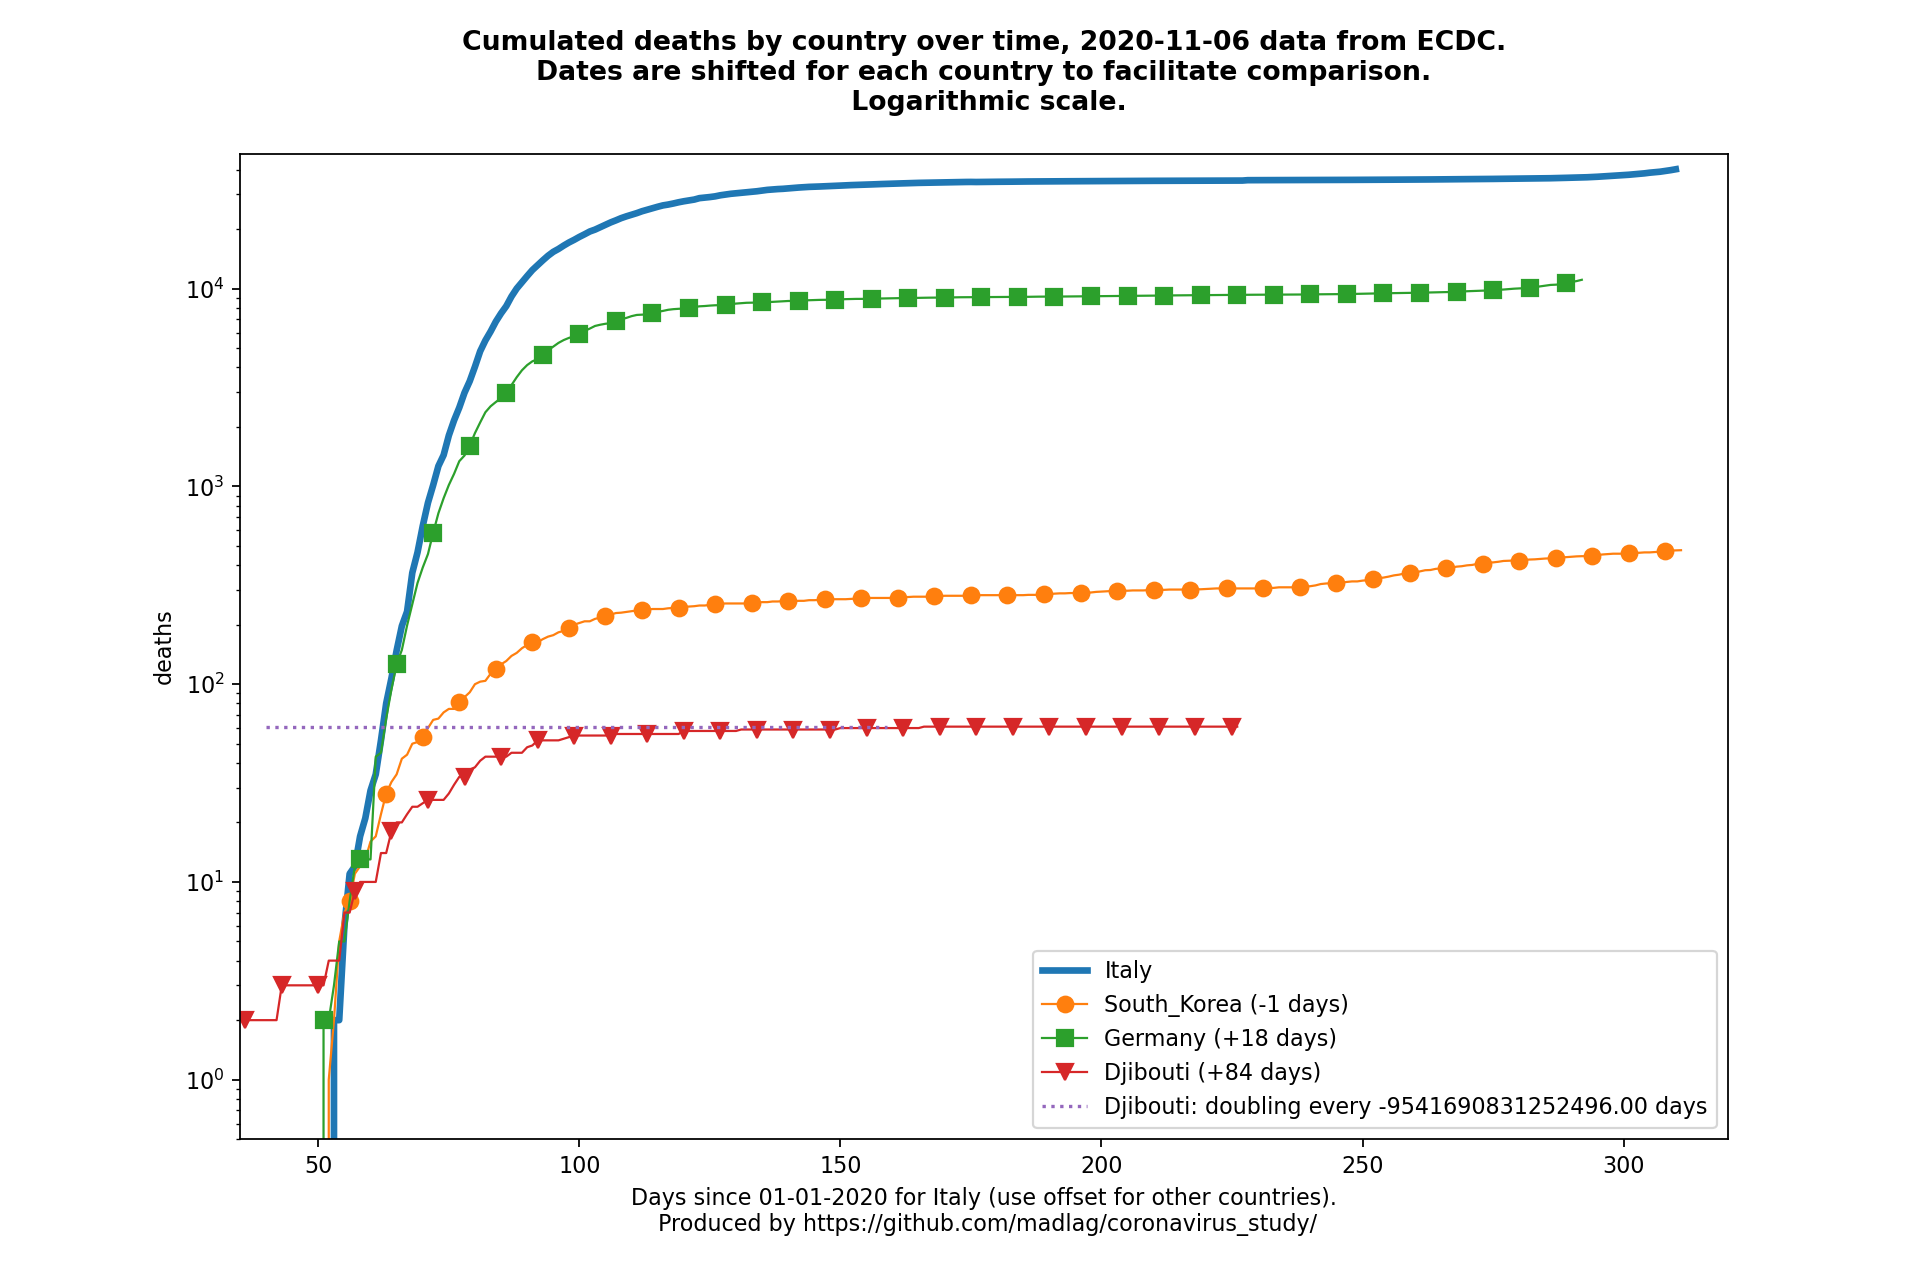 Cumulated deaths by country over time, 2020-11-06 data from ECDC.
Dates are shifted for each country to facilitate comparison.
Logarithmic scale.
10^4
10^3
10^2
10^1
10^0
deaths
Italy
South_Korea (-1 days)
Germany (+18 days)
Djibouti (+84 days)
Djibouti: doubling every -9541690831252496.00 days
50 100 150 200 250 300
Days since 01-01-2020 for Italy (use offset for other countries).
Produced by https://github.com/madlag/coronavirus_study/